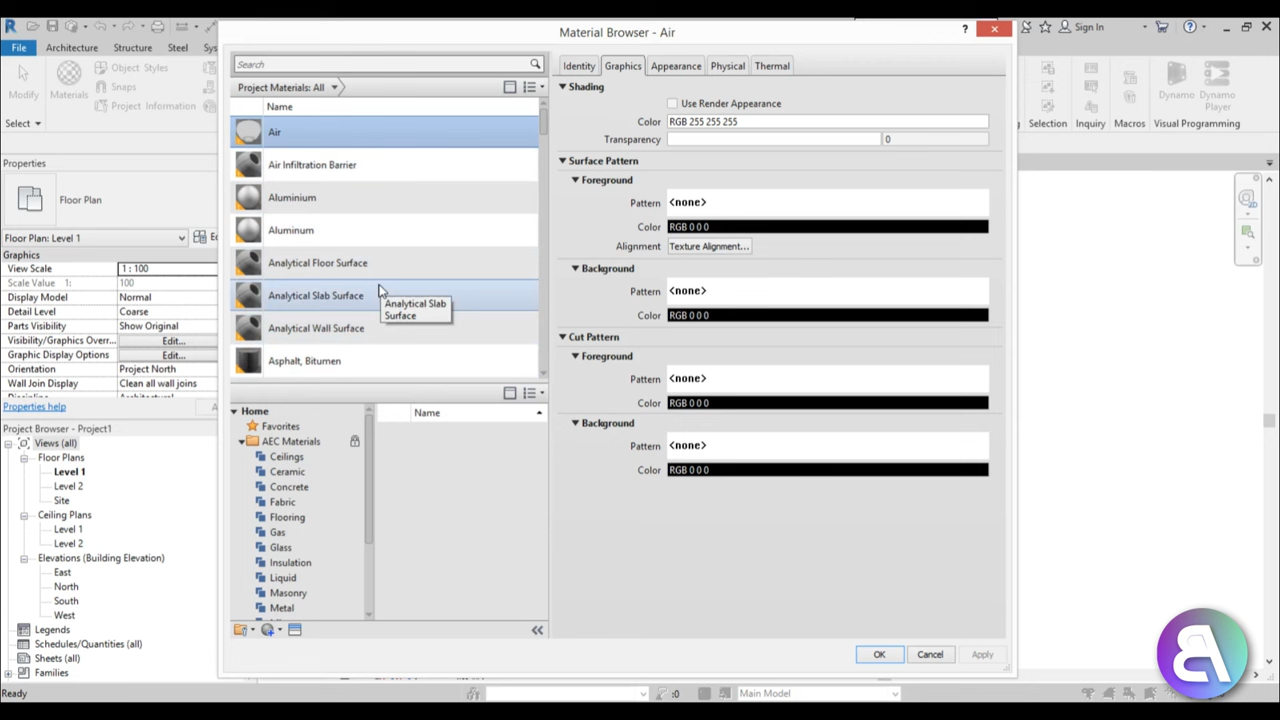 Material Browser - Air
?
Sign In
File
Architecture
Structure
Steel
Sys
Modify
Materials
Object Styles
Snaps
Project Information
Select
Selection
Inquiry
Macros
Dynamo
Dynamo Player
Visual Programming
Properties
Floor Plan
Floor Plan: Level 1
Graphics
View Scale 1 : 100
Scale Value 1: 100
Display Model Normal
Detail Level Coarse
Parts Visibility Show Original
Visibility/Graphics Overr... Edit...
Graphic Display Options Edit...
Orientation Project North
Wall Join Display Clean all wall joins
Properties help
Project Browser - Project1
Views (all)
Floor Plans
Level 1
Level 2
Site
Ceiling Plans
Level 1
Level 2
Elevations (Building Elevation)
East
North
South
West
Legends
Schedules/Quantities (all)
Sheets (all)
Families
Ready
Search
Project Materials: All
Name
Air
Air Infiltration Barrier
Aluminium
Aluminum
Analytical Floor Surface
Analytical Slab Surface
Analytical Slab
Surface
Analytical Wall Surface
Asphalt, Bitumen
Home
Favorites
AEC Materials
Ceilings
Ceramic
Concrete
Fabric
Flooring
Gas
Glass
Insulation
Liquid
Masonry
Metal
Name
Identity Graphics Appearance Physical Thermal
Shading
Use Render Appearance
Color RGB 255 255 255
Transparency 0
Surface Pattern
Foreground
Pattern <none>
Color RGB 0 0 0
Alignment Texture Alignment...
Background
Pattern <none>
Color RGB 0 0 0
Cut Pattern
Foreground
Pattern <none>
Color RGB 0 0 0
Background
Pattern <none>
Color RGB 0 0 0
OK Cancel Apply
:0
Main Model